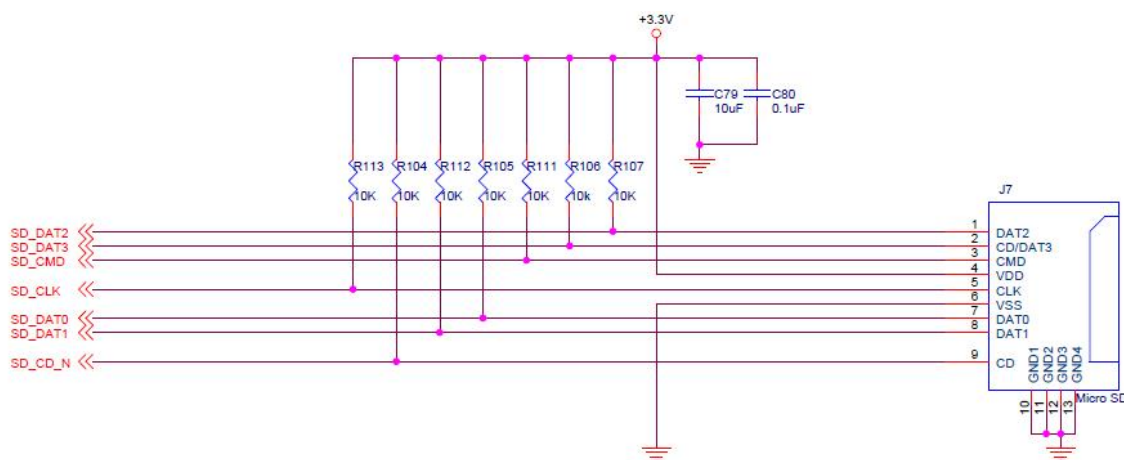 +3.3V
C79 C80
10uF 0.1uF
R113 R104 R112 R105 R111 R106 R107
10K 10K 10K 10K 10K 10k 10K
J7
SD_DAT2 1 DAT2
SD_DAT3 2 CD/DAT3
SD_CMD 3 CMD
4 VDD
SD_CLK 5 CLK
6 VSS
SD_DAT0 7 DAT0
SD_DAT1 8 DAT1
SD_CD_N 9 CD
GND1 GND2 GND3 GND4
10 11 12 13
Micro SD